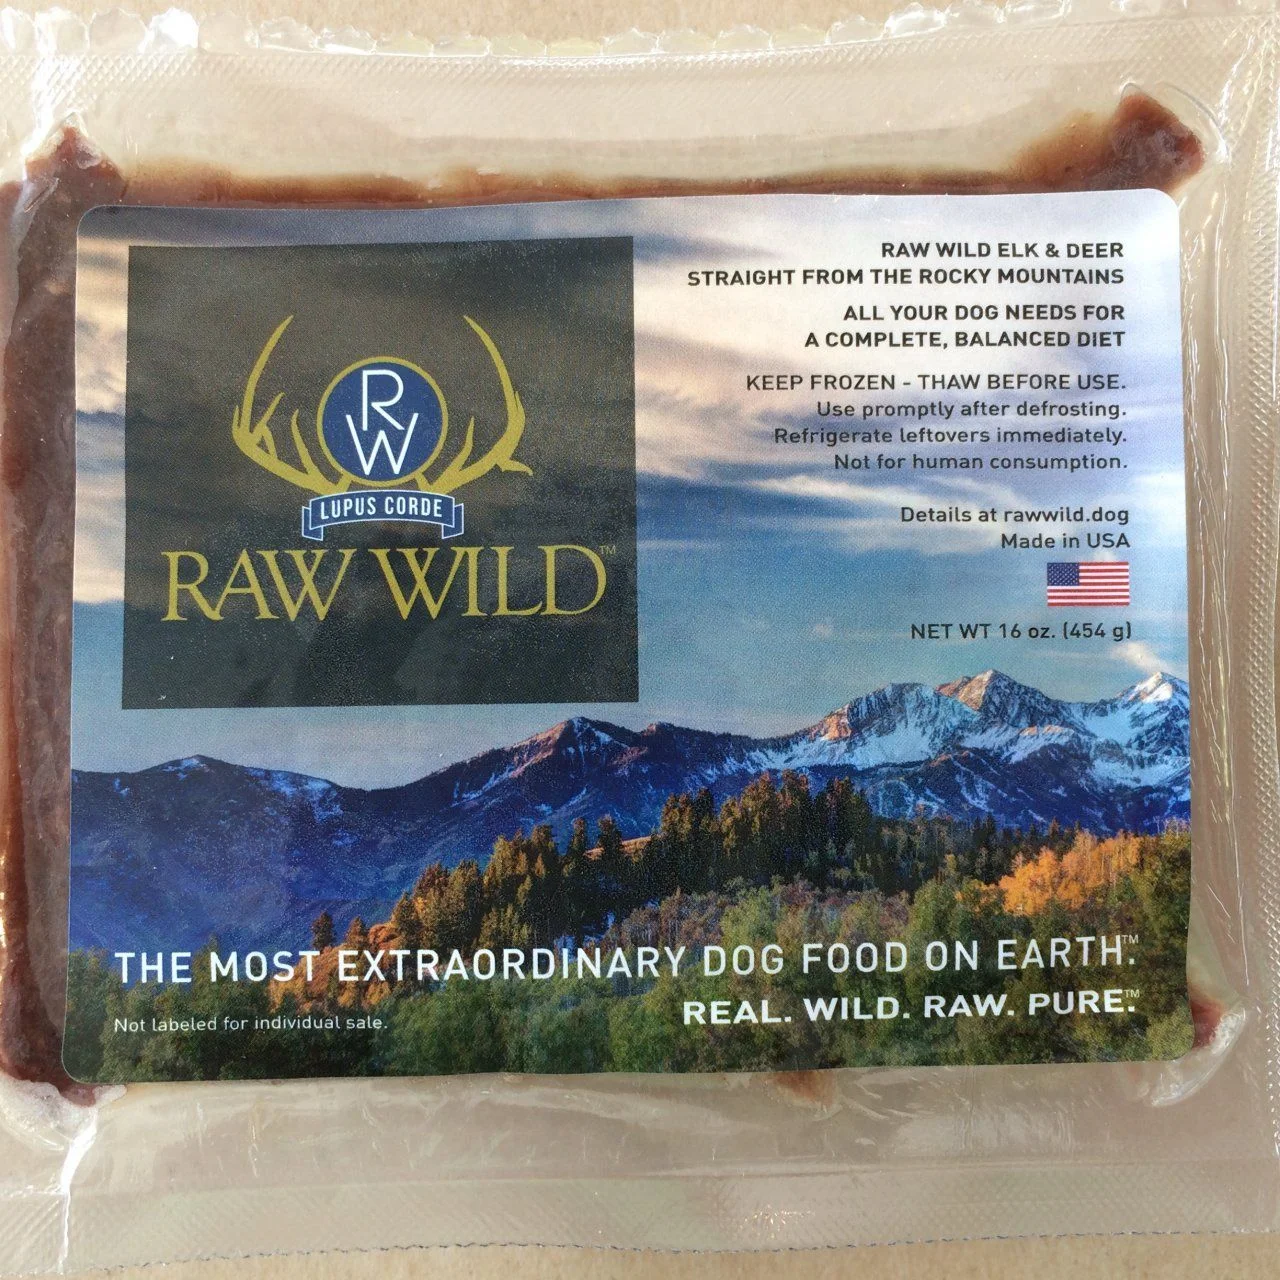 RW
LUPUS CORDE
RAW WILD™
RAW WILD ELK & DEER
STRAIGHT FROM THE ROCKY MOUNTAINS
ALL YOUR DOG NEEDS FOR
A COMPLETE, BALANCED DIET
KEEP FROZEN - THAW BEFORE USE.
Use promptly after defrosting.
Refrigerate leftovers immediately.
Not for human consumption.
Details at rawwild.dog
Made in USA
NET WT 16 oz. (454 g)
THE MOST EXTRAORDINARY DOG FOOD ON EARTH.™
REAL. WILD. RAW. PURE.™
Not labeled for individual sale.